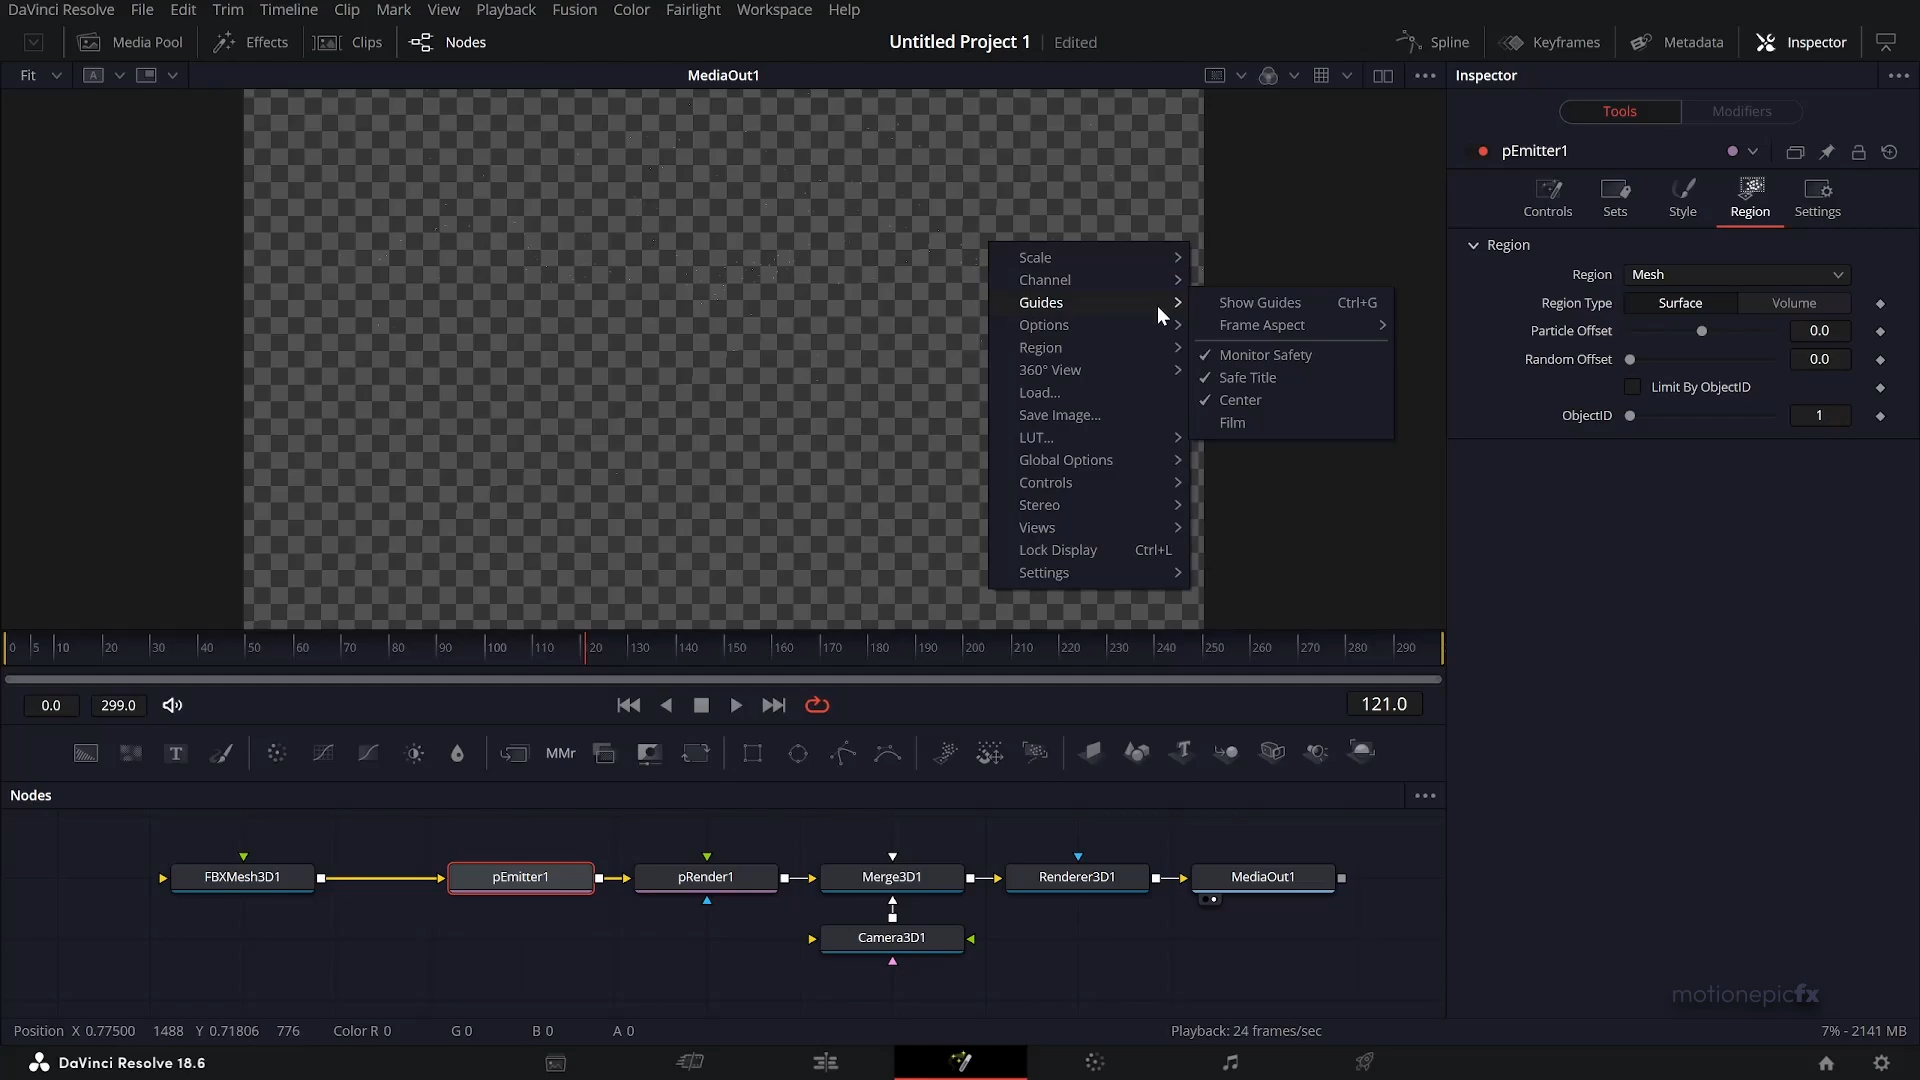 DaVinci Resolve File Edit Trim Timeline Clip Mark View Playback Fusion Color Fairlight Workspace Help
Media Pool Effects Clips Nodes Untitled Project 1 Edited Spline Keyframes Metadata Inspector
Fit A MediaOut1 Inspector
Tools Modifiers
pEmitter1
Controls Sets Style Region Settings
Region
Region Mesh
Region Type Surface Volume
Particle Offset 0.0
Random Offset 0.0
Limit By ObjectID
ObjectID 1
Scale
Channel
Guides
Options
Region
360° View
Load...
Save Image...
LUT...
Global Options
Controls
Stereo
Views
Lock Display Ctrl+L
Settings
Show Guides Ctrl+G
Frame Aspect
Monitor Safety
Safe Title
Center
Film
0 5 10 20 30 40 50 60 70 80 90 100 110 120 130 140 150 160 170 180 190 200 210 220 230 240 250 260 270 280 290
0.0 299.0 121.0
T MMr T
Nodes
FBXMesh3D1 pEmitter1 pRender1 Merge3D1 Renderer3D1 MediaOut1
Camera3D1
motionepicfx
Position X 0.77500 1488 Y 0.71806 776 Color R 0 G 0 B 0 A 0 Playback: 24 frames/sec 7% - 2141 MB
DaVinci Resolve 18.6